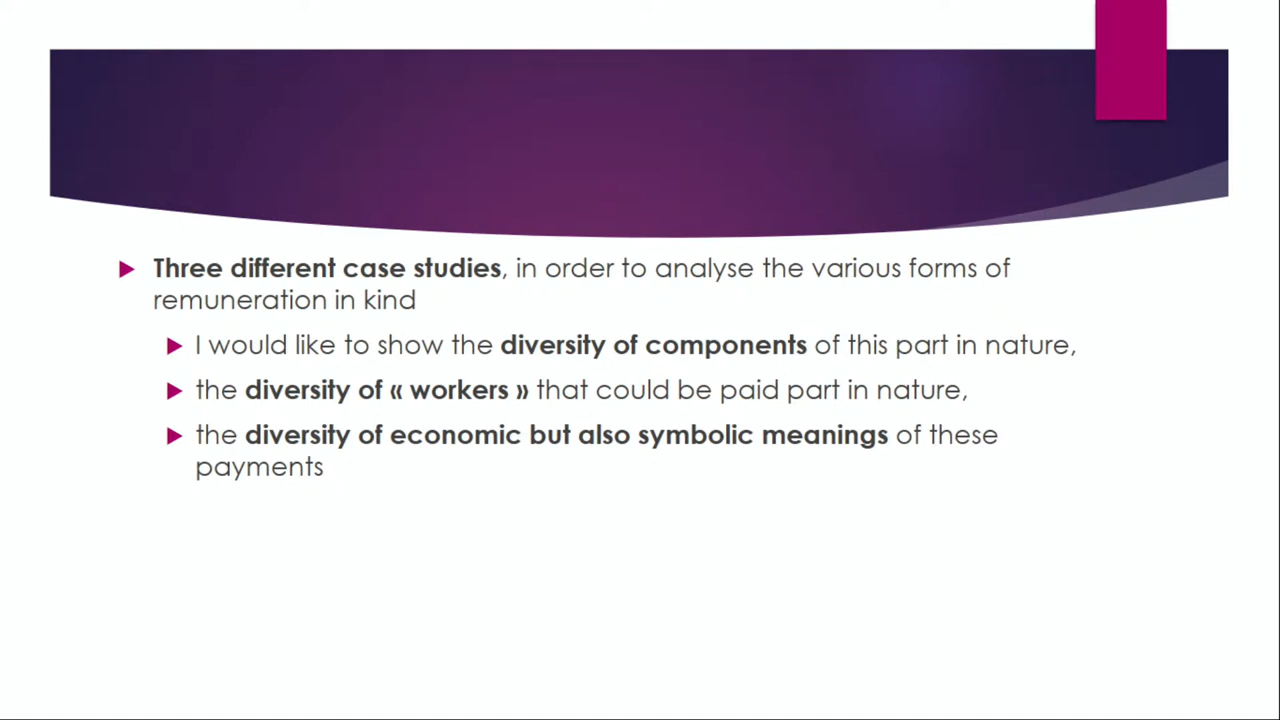 Three different case studies, in order to analyse the various forms of
remuneration in kind
I would like to show the diversity of components of this part in nature,
the diversity of « workers » that could be paid part in nature,
the diversity of economic but also symbolic meanings of these
payments